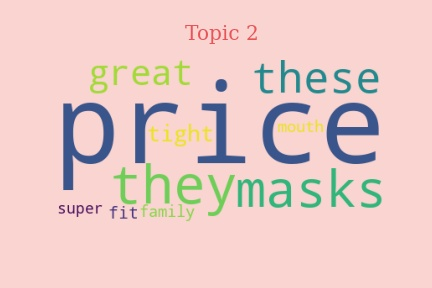 Topic 2
great these
price
tight mouth
they masks
super fit family